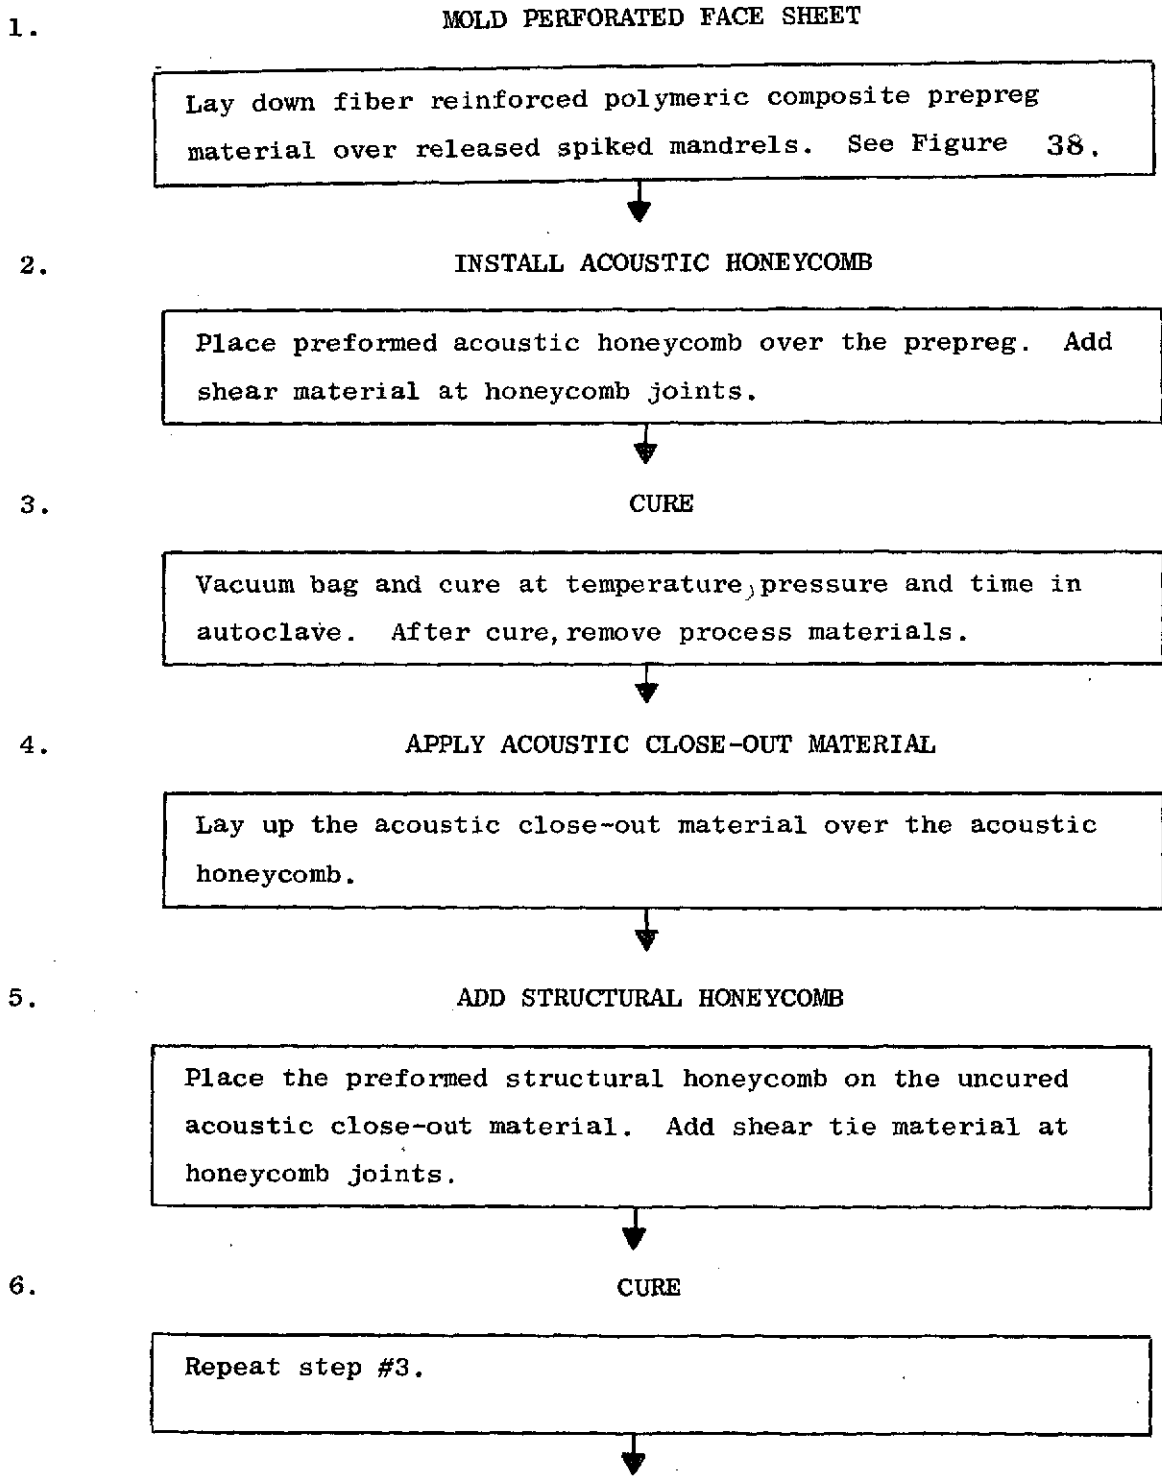 1.
MOLD PERFORATED FACE SHEET
Lay down fiber reinforced polymeric composite prepreg
material over released spiked mandrels. See Figure 38.
2.
INSTALL ACOUSTIC HONEYCOMB
Place preformed acoustic honeycomb over the prepreg. Add
shear material at honeycomb joints.
3.
CURE
Vacuum bag and cure at temperature, pressure and time in
autoclave. After cure, remove process materials.
4.
APPLY ACOUSTIC CLOSE-OUT MATERIAL
Lay up the acoustic close-out material over the acoustic
honeycomb.
5.
ADD STRUCTURAL HONEYCOMB
Place the preformed structural honeycomb on the uncured
acoustic close-out material. Add shear tie material at
honeycomb joints.
6.
CURE
Repeat step #3.